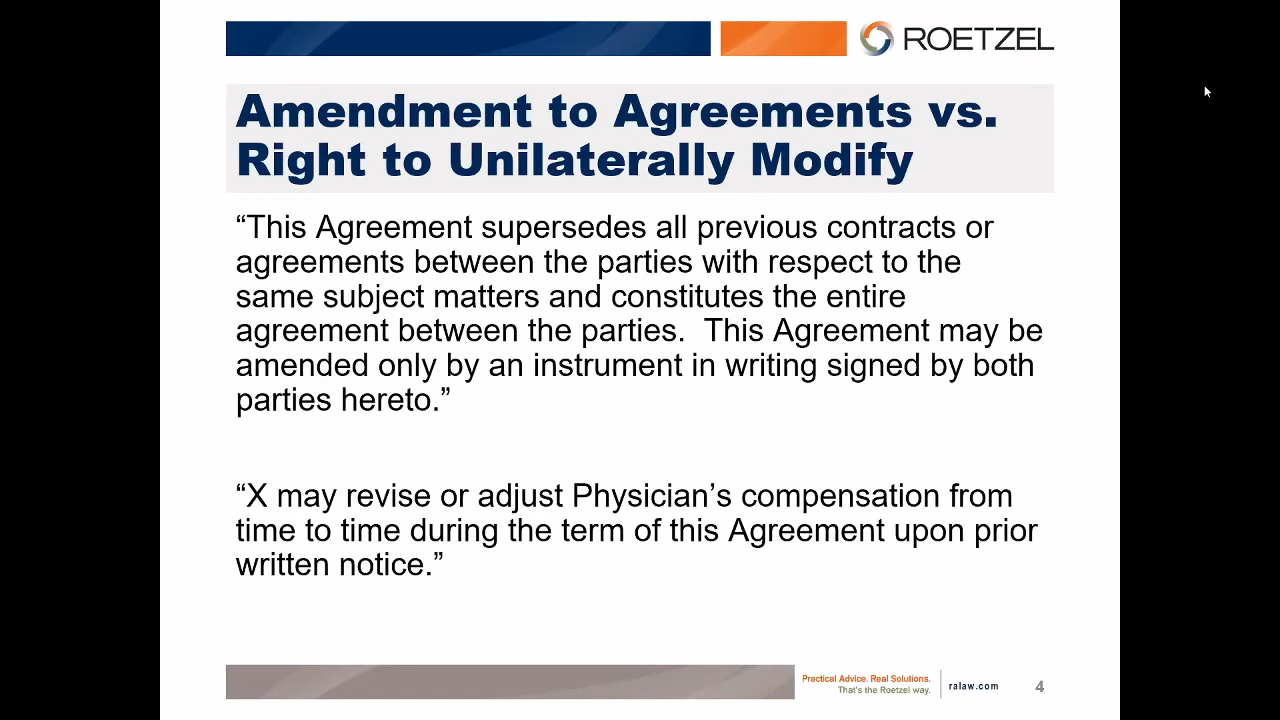 ROETZEL
Amendment to Agreements vs.
Right to Unilaterally Modify
“This Agreement supersedes all previous contracts or
agreements between the parties with respect to the
same subject matters and constitutes the entire
agreement between the parties.  This Agreement may be
amended only by an instrument in writing signed by both
parties hereto.”
“X may revise or adjust Physician’s compensation from
time to time during the term of this Agreement upon prior
written notice.”
Practical Advice. Real Solutions.
That's the Roetzel way.
ralaw.com
4